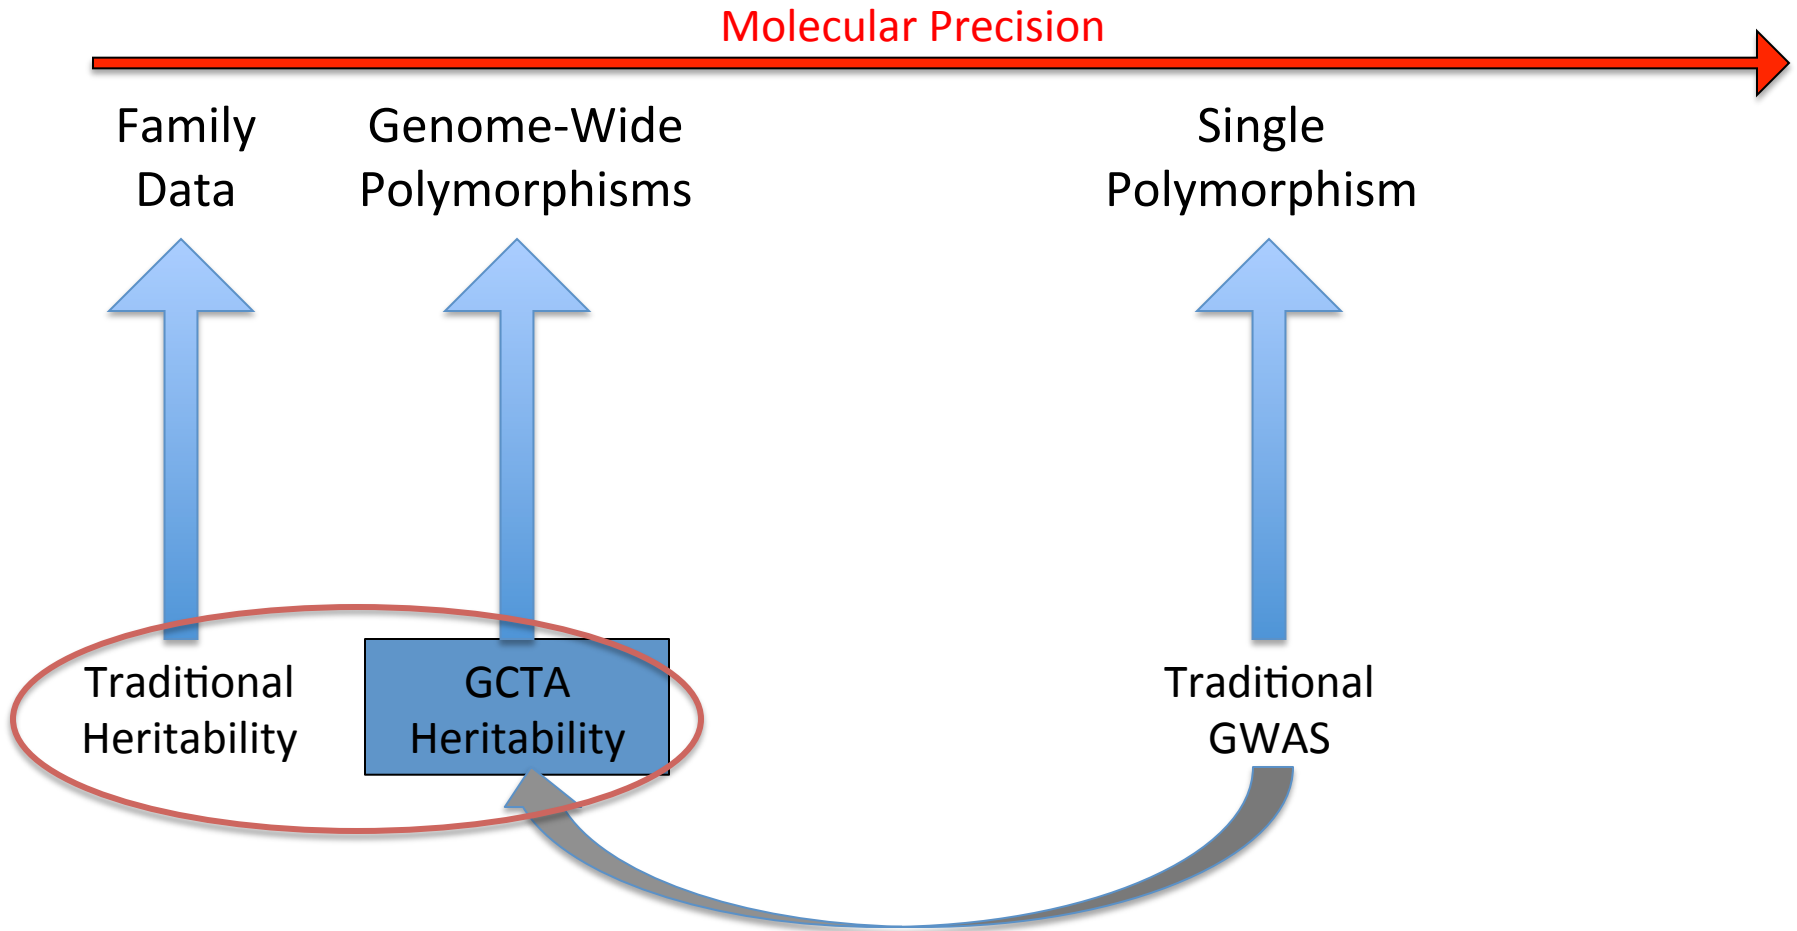 Molecular Precision
Family
Data
Genome-Wide
Polymorphisms
Single
Polymorphism
Traditional
Heritability
GCTA
Heritability
Traditional
GWAS